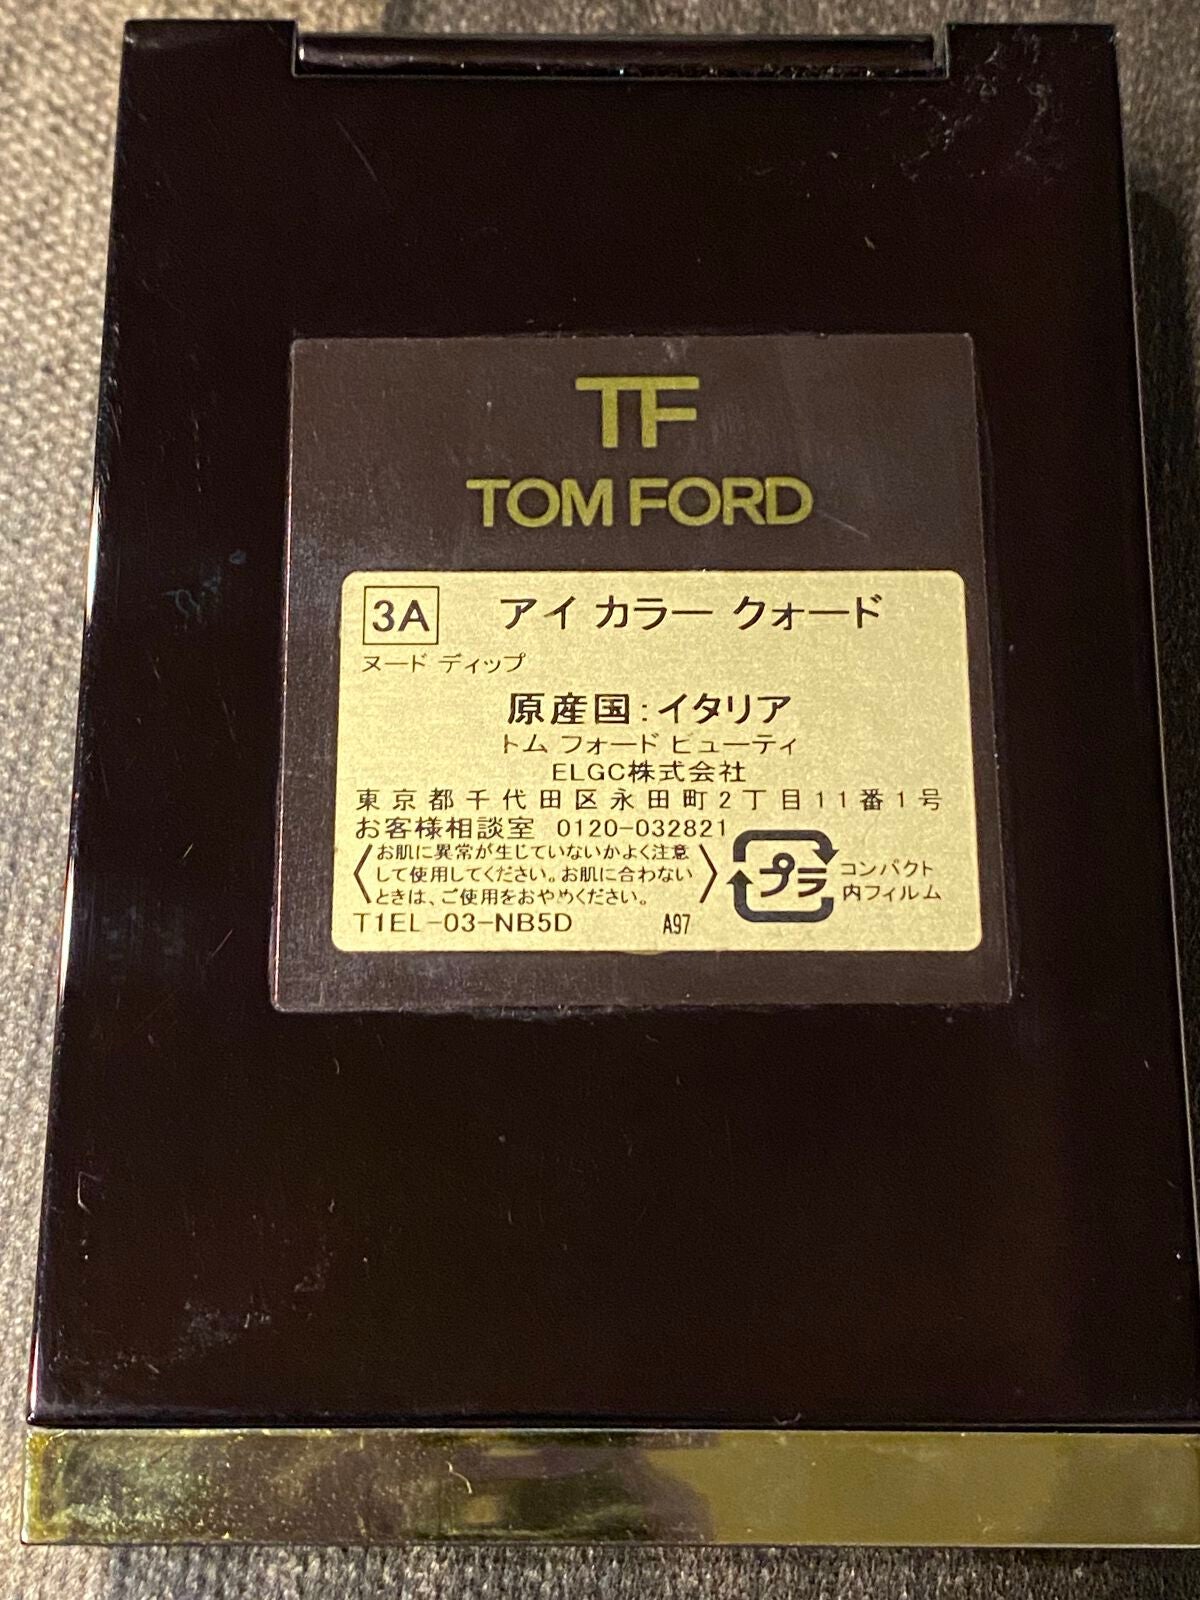 TF
TOM FORD
3A アイ カラー クォード
ヌード ディップ
原産国:イタリア
トム フォード ビューティ
ELGC株式会社
東京都千代田区永田町2丁目11番1号
お客様相談室 0120-032821
お肌に異常が生じていないかよく注意
して使用してください。お肌に合わない
ときは、ご使用をおやめください。
プラ コンパクト
内フィルム
T1EL-03-NB5D A97